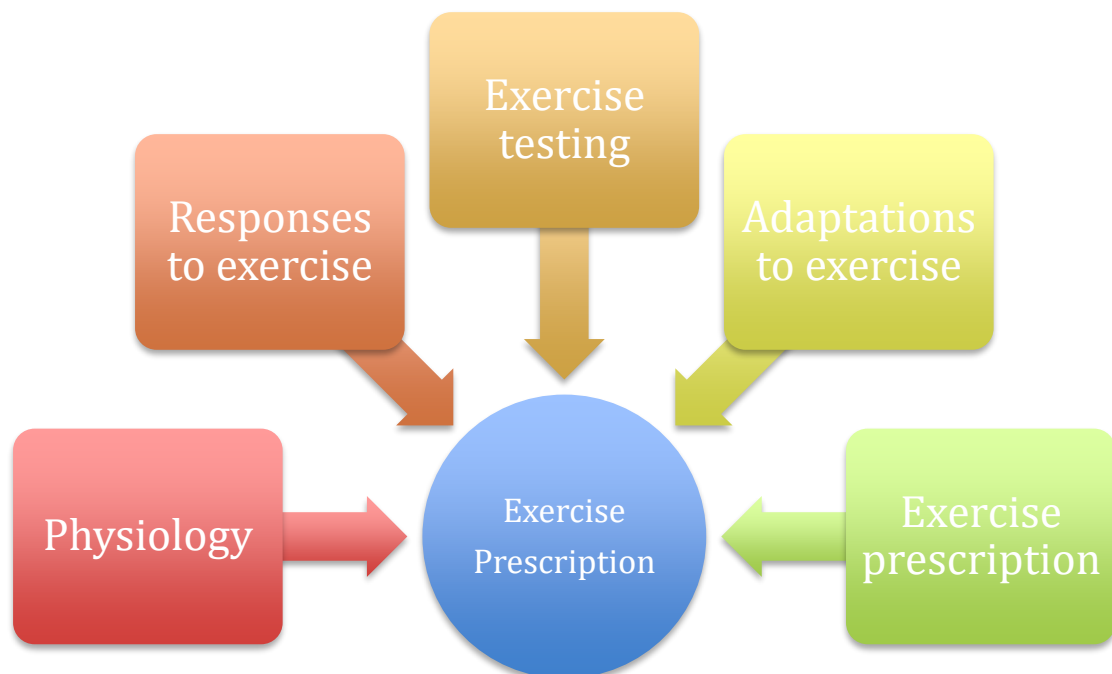 Exercise
testing
Responses
to exercise
Adaptations
to exercise
Physiology
Exercise
Prescription
Exercise
prescription